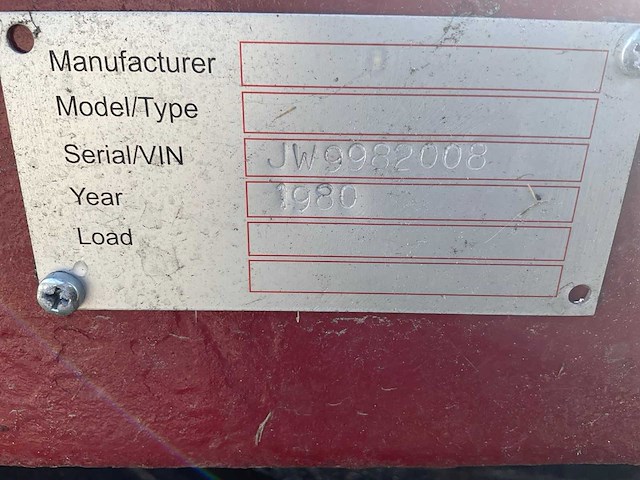 Manufacturer
Model/Type
Serial/VIN JW9982008
Year 1980
Load